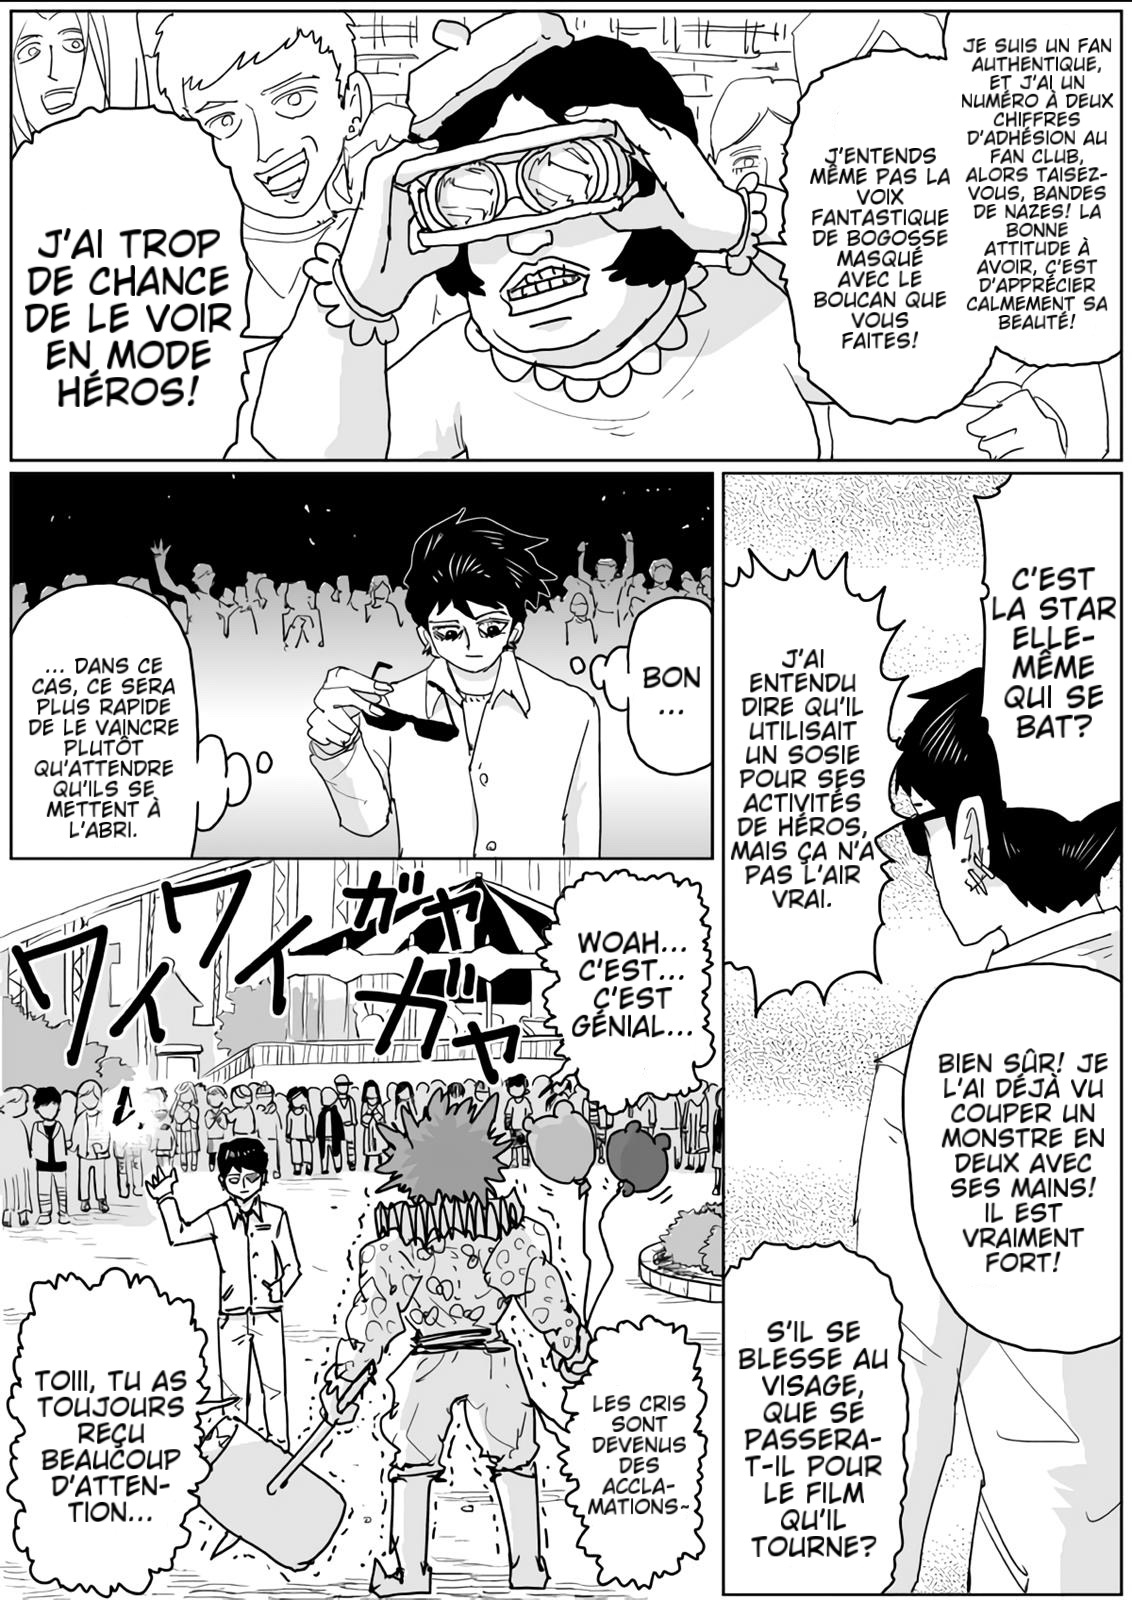 JE SUIS UN FAN
AUTHENTIQUE,
ET J'AI UN
NUMÉRO À DEUX
CHIFFRES
D'ADHÉSION AU
FAN CLUB,
ALORS TAISEZ-
VOUS, BANDES
DE NAZES! LA
BONNE
ATTITUDE À
AVOIR, C'EST
D'APPRÉCIER
CALMEMENT SA
BEAUTÉ!
J'ENTENDS
MÊME PAS LA
VOIX
FANTASTIQUE
DE BOGOSSE
MASQUÉ
AVEC LE
BOUCAN QUE
VOUS
FAITES!
J'AI TROP
DE CHANCE
DE LE VOIR
EN MODE
HÉROS!
C'EST
LA STAR
ELLE-
MÊME
QUI SE
BAT?
J'AI
ENTENDU
DIRE QU'IL
UTILISAIT
UN SOSIE
POUR SES
ACTIVITÉS
DE HÉROS,
MAIS ÇA N'A
PAS L'AIR
VRAI.
BIEN SÛR! JE
L'AI DÉJÀ VU
COUPER UN
MONSTRE EN
DEUX AVEC
SES MAINS!
IL EST
VRAIMENT
FORT!
S'IL SE
BLESSE AU
VISAGE,
QUE SE
PASSERA-
T-IL POUR
LE FILM
QU'IL
TOURNE?
BON
...
... DANS CE
CAS, CE SERA
PLUS RAPIDE
DE LE VAINCRE
PLUTÔT
QU'ATTENDRE
QU'ILS SE
METTENT À
L'ABRI.
ガヤ
ガヤ
ワイ
ワイ
WOAH...
C'EST...
C'EST
GÉNIAL...
LES CRIS
SONT
DEVENUS
DES
ACCLA-
MATIONS~
TOIII, TU AS
TOUJOURS
REÇU
BEAUCOUP
D'ATTEN-
TION...